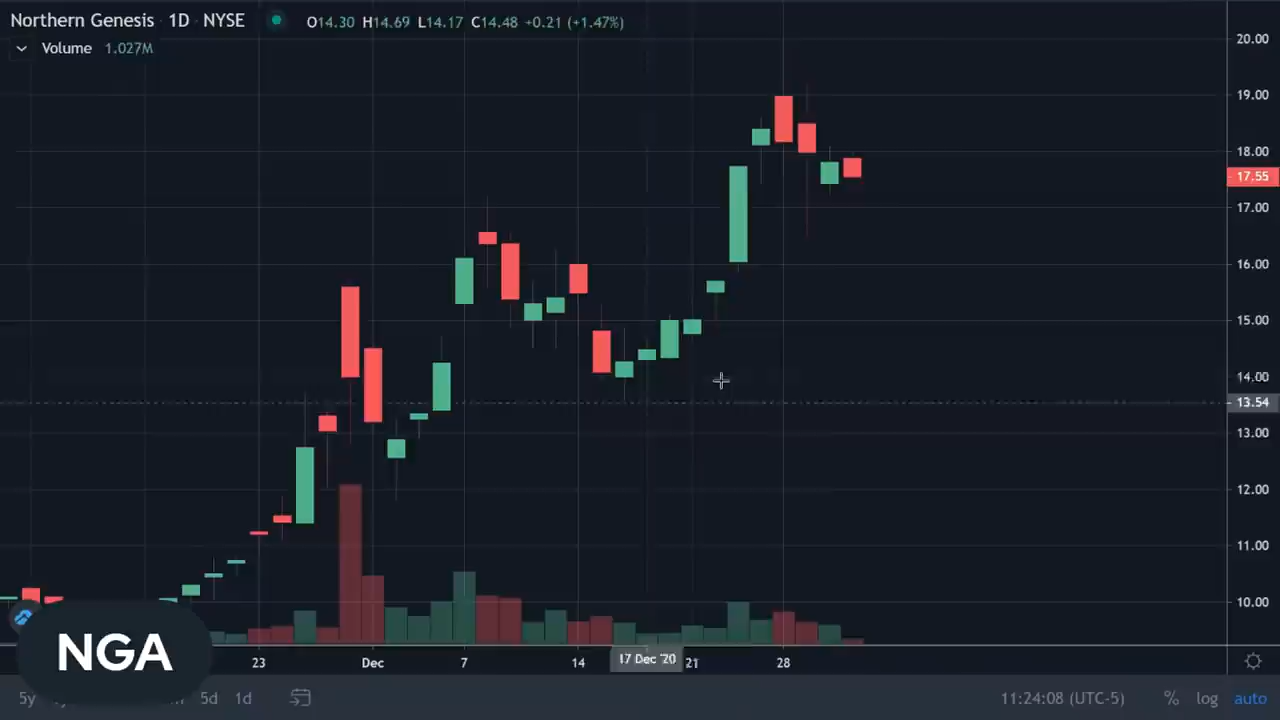 Northern Genesis 1D NYSE O14.30 H14.69 L14.17 C14.48 +0.21 (+1.47%)
Volume 1.027M
20.00
19.00
18.00
17.55
17.00
16.00
15.00
14.00
13.54
13.00
12.00
11.00
10.00
NGA
23 Dec 7 14 17 Dec '20 21 28
5y 5d 1d 11:24:08 (UTC-5) % log auto